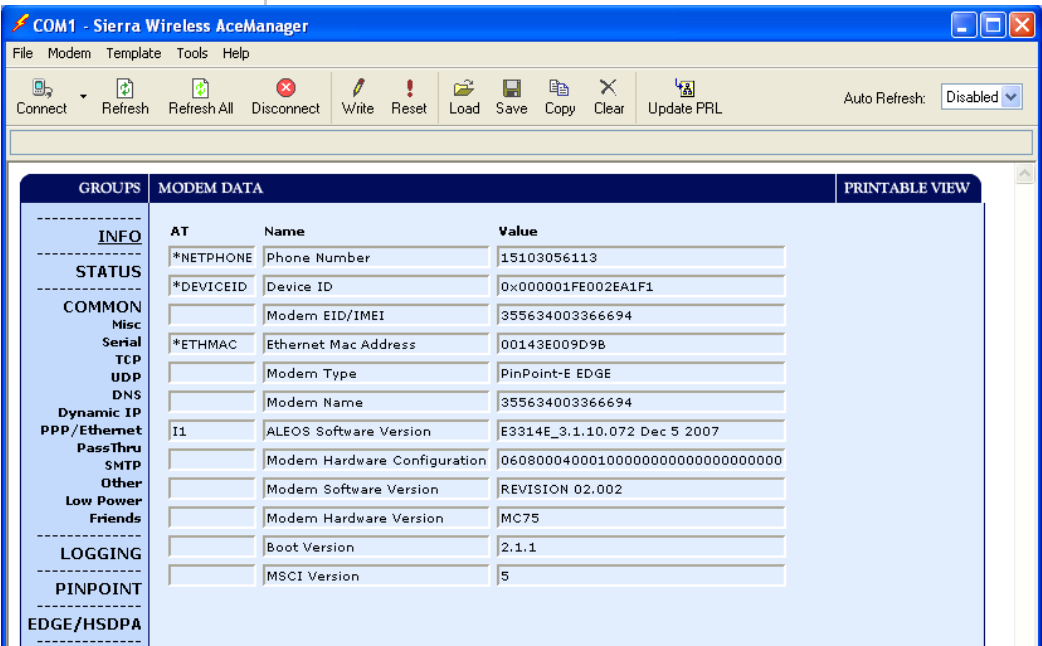 COM1 - Sierra Wireless AceManager
File Modem Template Tools Help
Connect Refresh Refresh All Disconnect Write Reset Load Save Copy Clear Update PRL Auto Refresh: Disabled
GROUPS MODEM DATA PRINTABLE VIEW
INFO
STATUS
COMMON
Misc
Serial
TCP
UDP
DNS
Dynamic IP
PPP/Ethernet
PassThru
SMTP
Other
Low Power
Friends
LOGGING
PINPOINT
EDGE/HSDPA
AT Name Value
*NETPHONE Phone Number 15103056113
*DEVICEID Device ID 0x000001FE002EA1F1
Modem EID/IMEI 355634003366694
*ETHMAC Ethernet Mac Address 00143E009D9B
Modem Type PinPoint-E EDGE
Modem Name 355634003366694
I1 ALEOS Software Version E3314E_3.1.10.072 Dec 5 2007
Modem Hardware Configuration 06080004000100000000000000000000
Modem Software Version REVISION 02.002
Modem Hardware Version MC75
Boot Version 2.1.1
MSCI Version 5